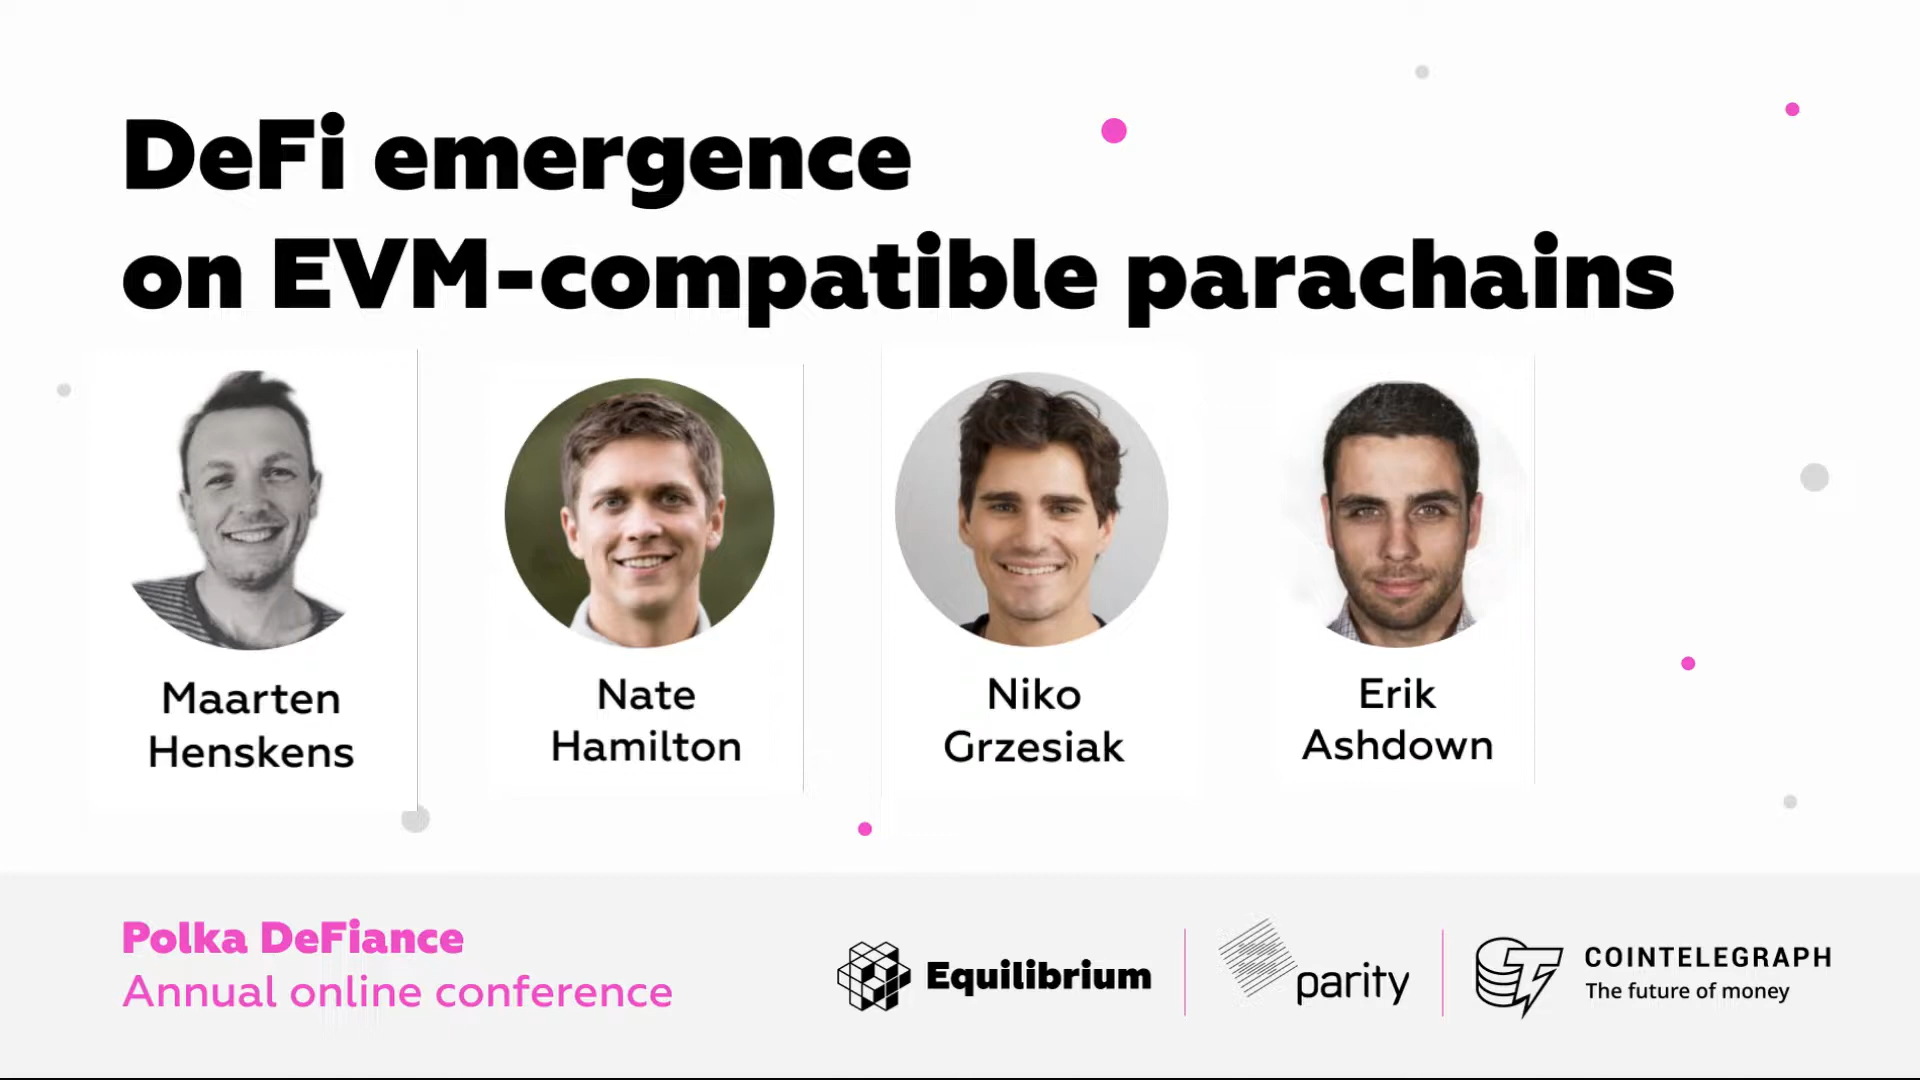 DeFi emergence
on EVM-compatible parachains
Maarten
Henskens
Nate
Hamilton
Niko
Grzesiak
Erik
Ashdown
Polka DeFiance
Annual online conference
Equilibrium
parity
COINTELEGRAPH
The future of money